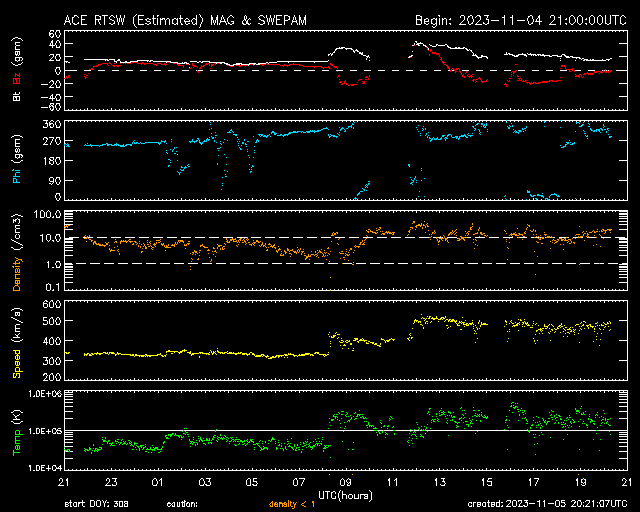 ACE RTSW (Estimated) MAG & SWEPAM Begin: 2023-11-04 21:00:00UTC
Bt Bz (gsm)
60
40
20
0
-20
-40
-60
Phi (gsm)
360
270
180
90
0
Density (/cm3)
100.0
10.0
1.0
0.1
Speed (km/s)
600
500
400
300
200
Temp (K)
1.0E+06
1.0E+05
1.0E+04
21 23 01 03 05 07 09 11 13 15 17 19 21
UTC(hours)
start DOY: 308 caution: density < 1 created: 2023-11-05 20:21:07UTC